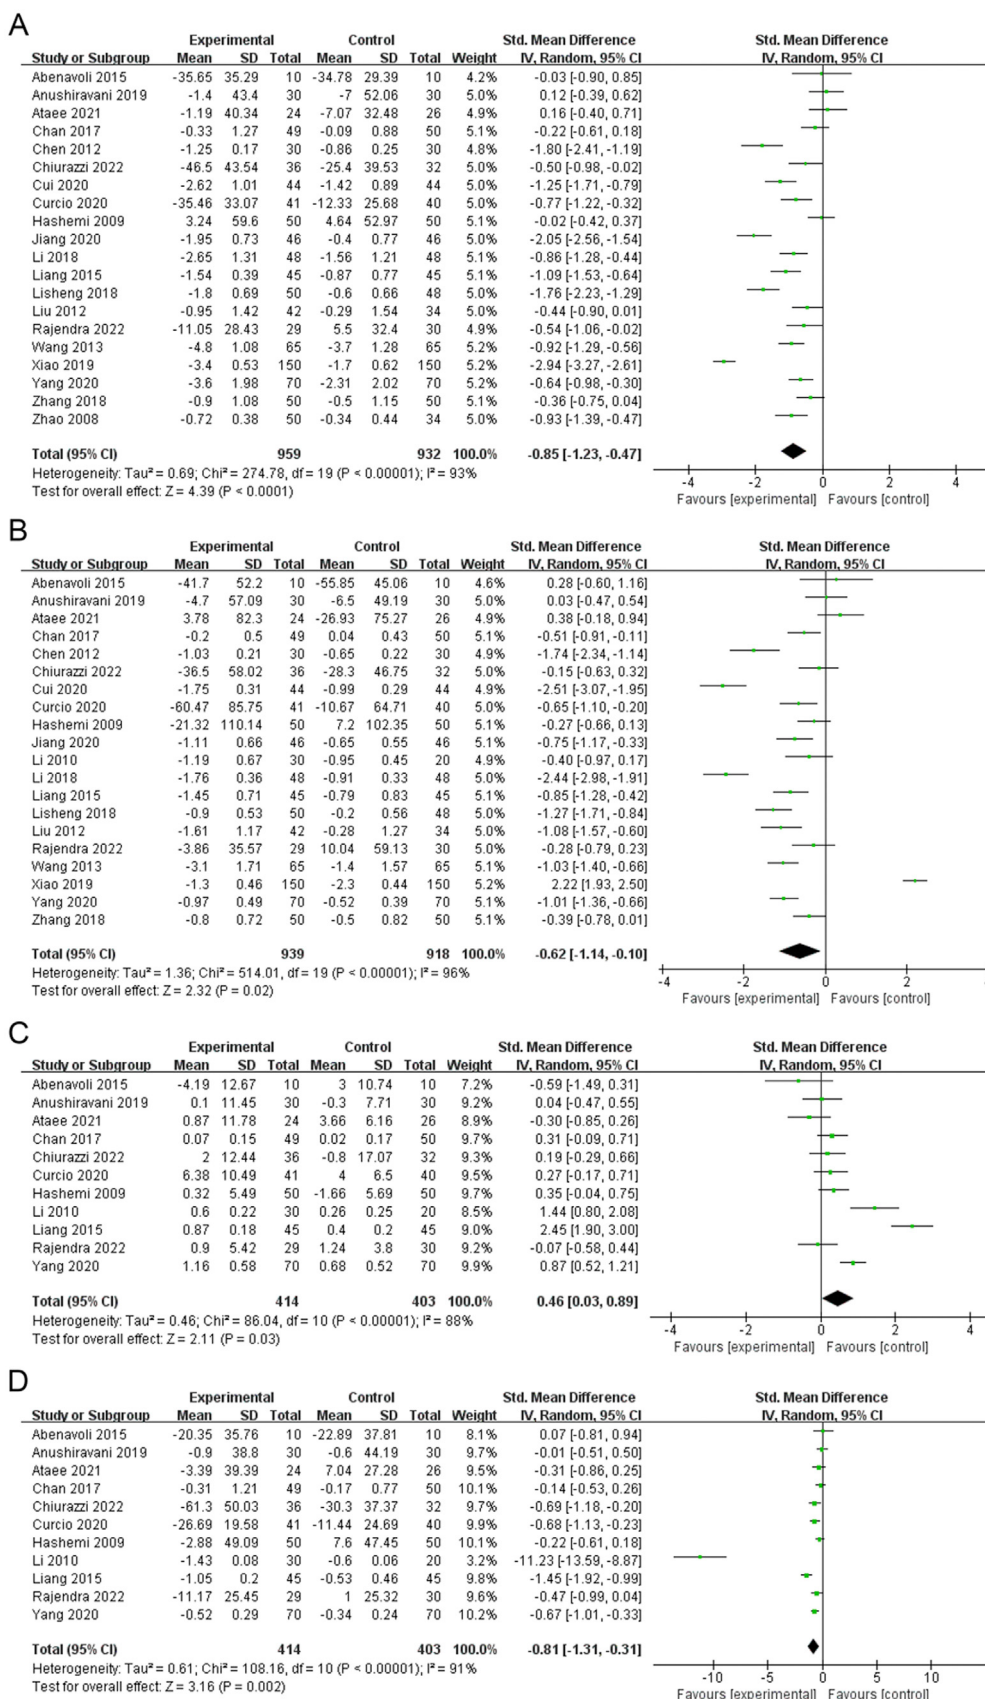 A
Experimental Control Std. Mean Difference Std. Mean Difference
Study or Subgroup Mean SD Total Mean SD Total Weight IV, Random, 95% CI IV, Random, 95% CI
Abenavoli 2015 -35.65 35.29 10 -34.78 29.39 10 4.2% -0.03 [-0.90, 0.85]
Anushiravani 2019 -1.4 43.4 30 -7 52.06 30 5.0% 0.12 [-0.39, 0.62]
Ataee 2021 -1.19 40.34 24 -7.07 32.48 26 4.9% 0.16 [-0.40, 0.71]
Chan 2017 -0.33 1.27 49 -0.09 0.88 50 5.1% -0.22 [-0.61, 0.18]
Chen 2012 -1.25 0.17 30 -0.86 0.25 30 4.8% -1.80 [-2.41, -1.19]
Chiurazzi 2022 -46.5 43.54 36 -25.4 39.53 32 5.0% -0.50 [-0.98, -0.02]
Cui 2020 -2.62 1.01 44 -1.42 0.89 44 5.0% -1.25 [-1.71, -0.79]
Curcio 2020 -35.46 33.07 41 -12.33 25.68 40 5.0% -0.77 [-1.22, -0.32]
Hashemi 2009 3.24 59.6 50 4.64 52.97 50 5.1% -0.02 [-0.42, 0.37]
Jiang 2020 -1.95 0.73 46 -0.4 0.77 46 5.0% -2.05 [-2.56, -1.54]
Li 2018 -2.65 1.31 48 -1.56 1.21 48 5.1% -0.86 [-1.28, -0.44]
Liang 2015 -1.54 0.39 45 -0.87 0.77 45 5.0% -1.09 [-1.53, -0.64]
Lisheng 2018 -1.8 0.69 50 -0.6 0.66 48 5.0% -1.76 [-2.23, -1.29]
Liu 2012 -0.95 1.42 42 -0.29 1.54 34 5.0% -0.44 [-0.90, 0.01]
Rajendra 2022 -11.05 28.43 29 5.5 32.4 30 4.9% -0.54 [-1.06, -0.02]
Wang 2013 -4.8 1.08 65 -3.7 1.28 65 5.1% -0.92 [-1.29, -0.56]
Xiao 2019 -3.4 0.53 150 -1.7 0.62 150 5.2% -2.94 [-3.27, -2.61]
Yang 2020 -3.6 1.98 70 -2.31 2.02 70 5.2% -0.64 [-0.98, -0.30]
Zhang 2018 -0.9 1.08 50 -0.5 1.15 50 5.1% -0.36 [-0.75, 0.04]
Zhao 2008 -0.72 0.38 50 -0.34 0.44 34 5.0% -0.93 [-1.39, -0.47]
Total (95% CI) 959 932 100.0% -0.85 [-1.23, -0.47]
Heterogeneity: Tau² = 0.69; Chi² = 274.78, df = 19 (P < 0.00001); I² = 93%
Test for overall effect: Z = 4.39 (P < 0.0001)
-4 -2 0 2 4
Favours [experimental] Favours [control]
B
Experimental Control Std. Mean Difference Std. Mean Difference
Study or Subgroup Mean SD Total Mean SD Total Weight IV, Random, 95% CI IV, Random, 95% CI
Abenavoli 2015 -41.7 52.2 10 -55.85 45.06 10 4.6% 0.28 [-0.60, 1.16]
Anushiravani 2019 -4.7 57.09 30 -6.5 49.19 30 5.0% 0.03 [-0.47, 0.54]
Ataee 2021 3.78 82.3 24 -26.93 75.27 26 4.9% 0.38 [-0.18, 0.94]
Chan 2017 -0.2 0.5 49 0.04 0.43 50 5.1% -0.51 [-0.91, -0.11]
Chen 2012 -1.03 0.21 30 -0.65 0.22 30 4.9% -1.74 [-2.34, -1.14]
Chiurazzi 2022 -36.5 58.02 36 -28.3 46.75 32 5.0% -0.15 [-0.63, 0.32]
Cui 2020 -1.75 0.31 44 -0.99 0.29 44 4.9% -2.51 [-3.07, -1.95]
Curcio 2020 -60.47 85.75 41 -10.67 64.71 40 5.0% -0.65 [-1.10, -0.20]
Hashemi 2009 -21.32 110.14 50 7.2 102.35 50 5.1% -0.27 [-0.66, 0.13]
Jiang 2020 -1.11 0.66 46 -0.65 0.55 46 5.1% -0.75 [-1.17, -0.33]
Li 2010 -1.19 0.67 30 -0.95 0.45 20 4.9% -0.40 [-0.97, 0.17]
Li 2018 -1.76 0.36 48 -0.91 0.33 48 5.0% -2.44 [-2.98, -1.91]
Liang 2015 -1.45 0.71 45 -0.79 0.83 45 5.1% -0.85 [-1.28, -0.42]
Lisheng 2018 -0.9 0.53 50 -0.2 0.56 48 5.0% -1.27 [-1.71, -0.84]
Liu 2012 -1.61 1.17 42 -0.28 1.27 34 5.0% -1.08 [-1.57, -0.60]
Rajendra 2022 -3.86 35.57 29 10.04 59.13 30 5.0% -0.28 [-0.79, 0.23]
Wang 2013 -3.1 1.71 65 -1.4 1.57 65 5.1% -1.03 [-1.40, -0.66]
Xiao 2019 -1.3 0.46 150 -2.3 0.44 150 5.2% 2.22 [1.93, 2.50]
Yang 2020 -0.97 0.49 70 -0.52 0.39 70 5.1% -1.01 [-1.36, -0.66]
Zhang 2018 -0.8 0.72 50 -0.5 0.82 50 5.1% -0.39 [-0.78, 0.01]
Total (95% CI) 939 918 100.0% -0.62 [-1.14, -0.10]
Heterogeneity: Tau² = 1.36; Chi² = 514.01, df = 19 (P < 0.00001); I² = 96%
Test for overall effect: Z = 2.32 (P = 0.02)
-4 -2 0 2 4
Favours [experimental] Favours [control]
C
Experimental Control Std. Mean Difference Std. Mean Difference
Study or Subgroup Mean SD Total Mean SD Total Weight IV, Random, 95% CI IV, Random, 95% CI
Abenavoli 2015 -4.19 12.67 10 3 10.74 10 7.2% -0.59 [-1.49, 0.31]
Anushiravani 2019 0.1 11.45 30 -0.3 7.71 30 9.2% 0.04 [-0.47, 0.55]
Ataee 2021 0.87 11.78 24 3.66 6.16 26 8.9% -0.30 [-0.85, 0.26]
Chan 2017 0.07 0.15 49 0.02 0.17 50 9.7% 0.31 [-0.09, 0.71]
Chiurazzi 2022 2 12.44 36 -0.8 17.07 32 9.3% 0.19 [-0.29, 0.66]
Curcio 2020 6.38 10.49 41 4 6.5 40 9.5% 0.27 [-0.17, 0.71]
Hashemi 2009 0.32 5.49 50 -1.66 5.69 50 9.7% 0.35 [-0.04, 0.75]
Li 2010 0.6 0.22 30 0.26 0.25 20 8.5% 1.44 [0.80, 2.08]
Liang 2015 0.87 0.18 45 0.4 0.2 45 9.0% 2.45 [1.90, 3.00]
Rajendra 2022 0.9 5.42 29 1.24 3.8 30 9.2% -0.07 [-0.58, 0.44]
Yang 2020 1.16 0.58 70 0.68 0.52 70 9.9% 0.87 [0.52, 1.21]
Total (95% CI) 414 403 100.0% 0.46 [0.03, 0.89]
Heterogeneity: Tau² = 0.46; Chi² = 86.04, df = 10 (P < 0.00001); I² = 88%
Test for overall effect: Z = 2.11 (P = 0.03)
-4 -2 0 2 4
Favours [experimental] Favours [control]
D
Experimental Control Std. Mean Difference Std. Mean Difference
Study or Subgroup Mean SD Total Mean SD Total Weight IV, Random, 95% CI IV, Random, 95% CI
Abenavoli 2015 -20.35 35.76 10 -22.89 37.81 10 8.1% 0.07 [-0.81, 0.94]
Anushiravani 2019 -0.9 38.8 30 -0.6 44.19 30 9.7% -0.01 [-0.51, 0.50]
Ataee 2021 -3.39 39.39 24 7.04 27.28 26 9.5% -0.31 [-0.86, 0.25]
Chan 2017 -0.31 1.21 49 -0.17 0.77 50 10.1% -0.14 [-0.53, 0.26]
Chiurazzi 2022 -61.3 50.03 36 -30.3 37.37 32 9.8% -0.69 [-1.18, -0.20]
Curcio 2020 -26.69 19.58 41 -11.44 24.69 40 9.9% -0.68 [-1.13, -0.23]
Hashemi 2009 -2.88 49.09 50 7.6 47.45 50 10.1% -0.22 [-0.61, 0.18]
Li 2010 -1.43 0.08 30 -0.6 0.06 20 3.2% -11.23 [-13.59, -8.87]
Liang 2015 -1.05 0.2 45 -0.53 0.46 45 9.9% -1.45 [-1.92, -0.99]
Rajendra 2022 -11.17 25.45 29 1 25.32 30 9.6% -0.47 [-0.99, 0.04]
Yang 2020 -0.52 0.29 70 -0.34 0.24 70 10.2% -0.67 [-1.01, -0.33]
Total (95% CI) 414 403 100.0% -0.81 [-1.31, -0.31]
Heterogeneity: Tau² = 0.61; Chi² = 108.16, df = 10 (P < 0.00001); I² = 91%
Test for overall effect: Z = 3.16 (P = 0.002)
-10 -5 0 5 10
Favours [experimental] Favours [control]